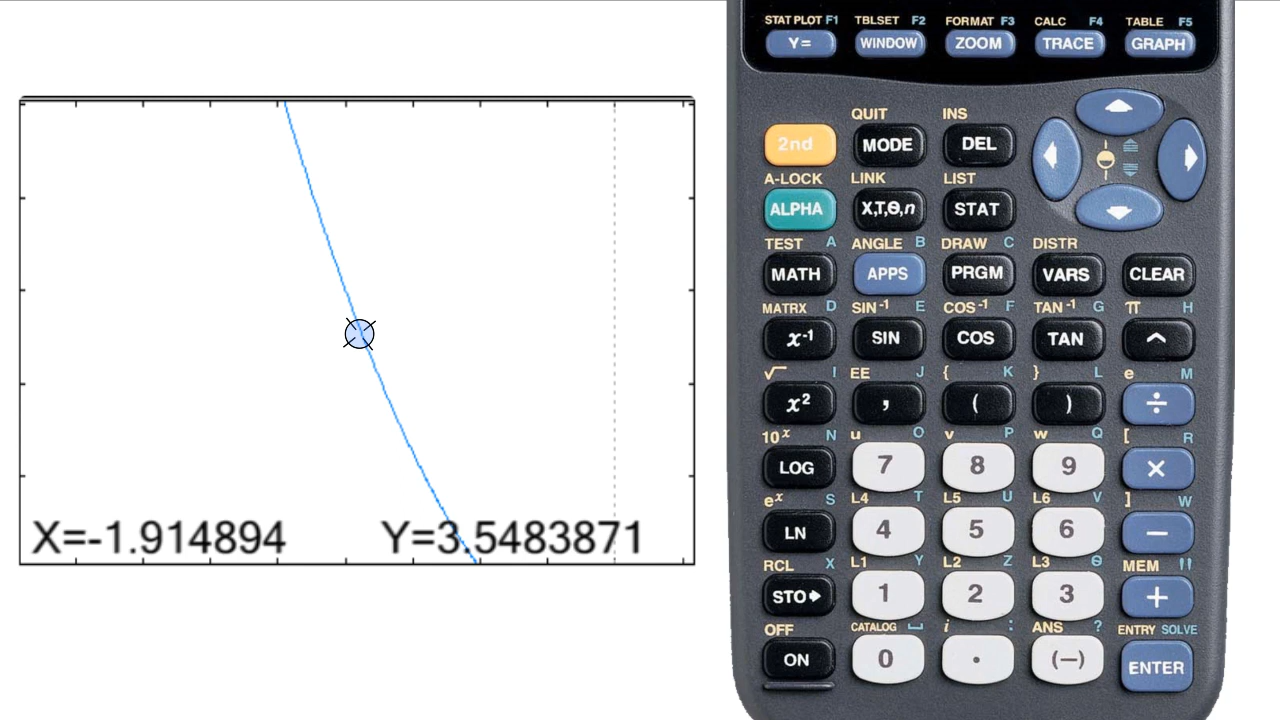 X=-1.914894 Y=3.5483871
STAT PLOT F1 TBLSET F2 FORMAT F3 CALC F4 TABLE F5
Y= WINDOW ZOOM TRACE GRAPH
QUIT INS
2nd MODE DEL
A-LOCK LINK LIST
ALPHA X,T,Θ,n STAT
TEST A ANGLE B DRAW C DISTR
MATH APPS PRGM VARS CLEAR
MATRX D SIN⁻¹ E COS⁻¹ F TAN⁻¹ G π H
x⁻¹ SIN COS TAN ^
√ I EE J { K } L e M
x² , ( ) ÷
10ˣ N u O v P w Q [ R
LOG 7 8 9 ×
eˣ S L4 T L5 U L6 V ] W
LN 4 5 6 −
RCL X L1 Y L2 Z L3 Θ MEM "
STO▶ 1 2 3 +
OFF CATALOG ⎵ i : ANS ? ENTRY SOLVE
ON 0 . (−) ENTER